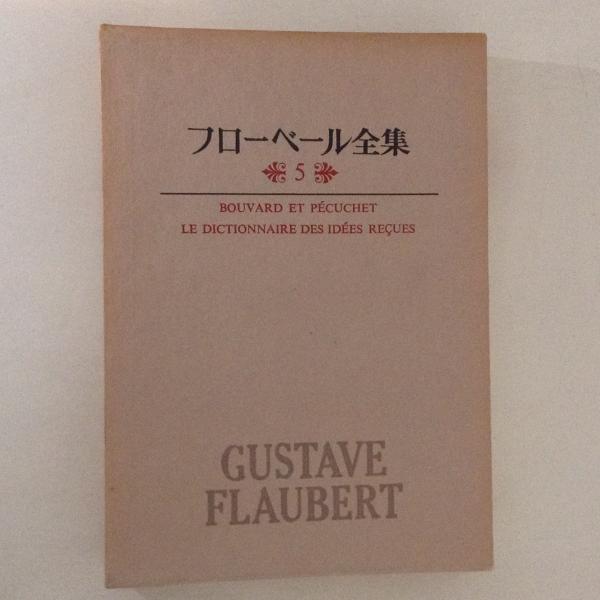 フローベール全集
5
BOUVARD ET PÉCUCHET
LE DICTIONNAIRE DES IDÉES REÇUES
GUSTAVE
FLAUBERT